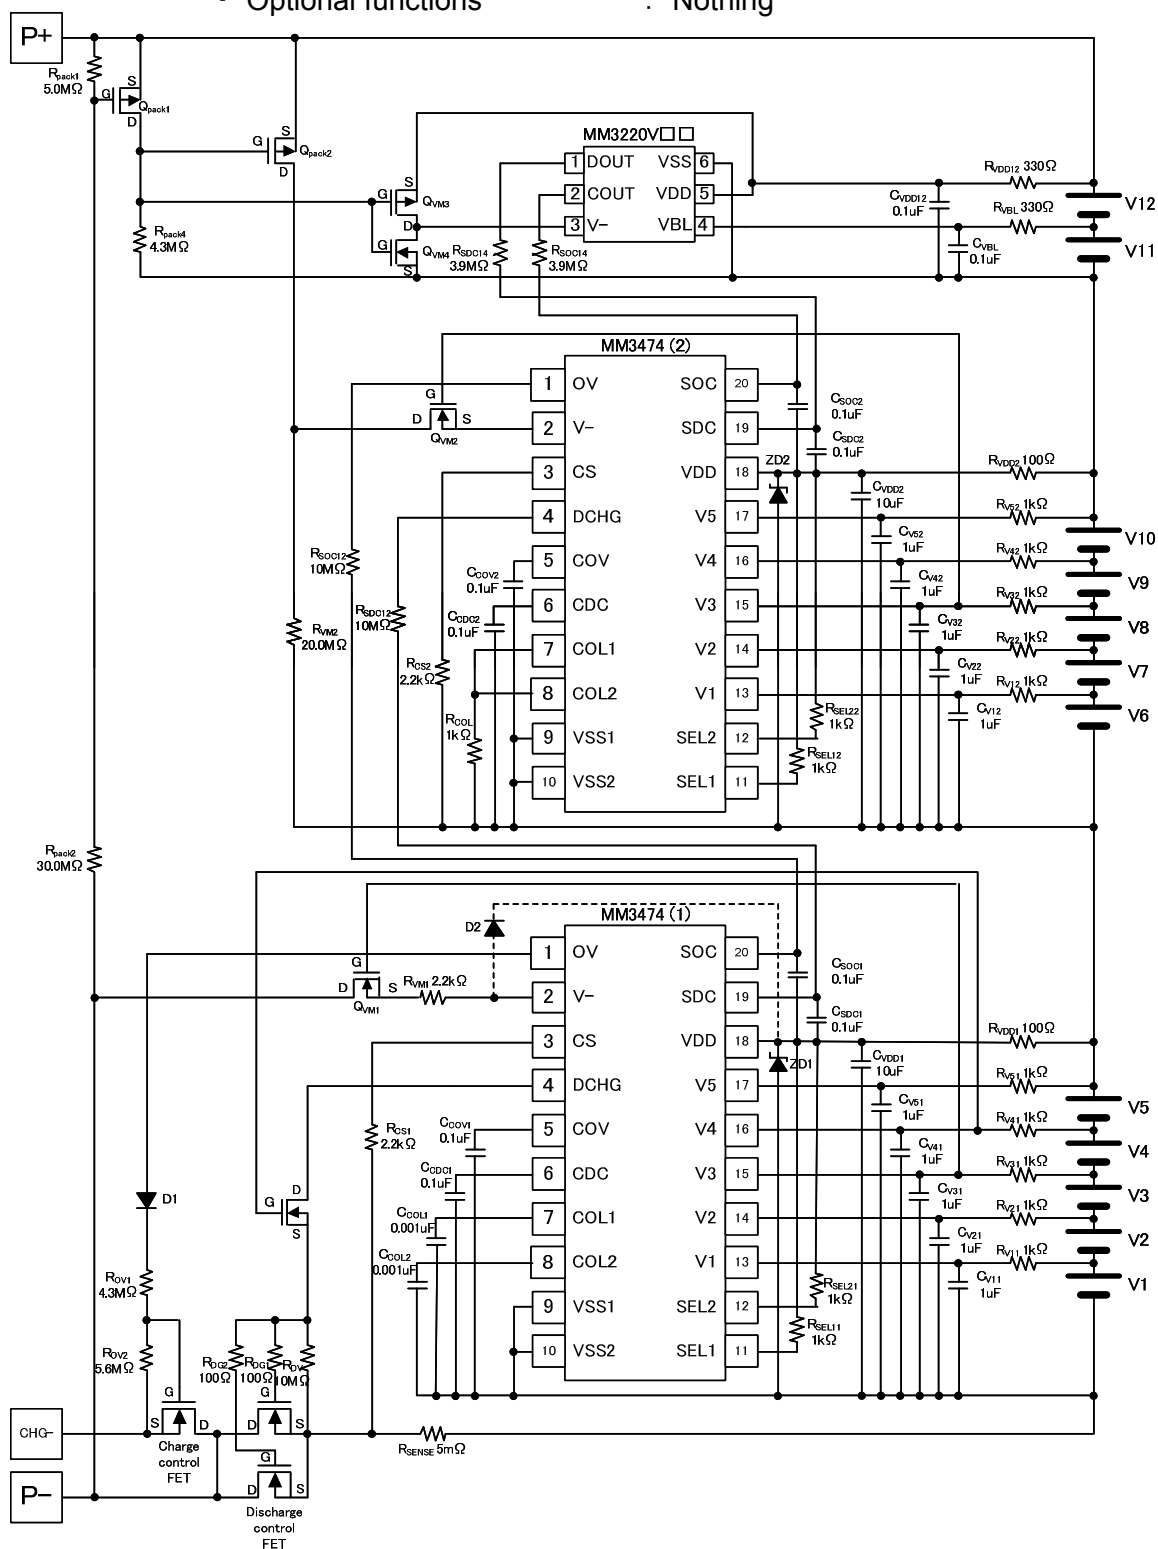 • Optional functions : Nothing
P+
Rpack1
5.0MΩ
G
S
D
Qpack1
G
S
D
Qpack2
Rpack4
4.3MΩ
G
S
D
QVM3
G
S
QVM4
MM3220V□□
1 DOUT VSS 6
2 COUT VDD 5
3 V- VBL 4
RSDC14
3.9MΩ
RSOC14
3.9MΩ
CVDD12
0.1uF
RVDD12 330Ω
RVBL 330Ω
CVBL
0.1uF
V12
V11
MM3474 (2)
1 OV SOC 20
2 V- SDC 19
3 CS VDD 18
4 DCHG V5 17
5 COV V4 16
6 CDC V3 15
7 COL1 V2 14
8 COL2 V1 13
9 VSS1 SEL2 12
10 VSS2 SEL1 11
G
D
S
QVM2
CSOC2
0.1uF
CSDC2
0.1uF
ZD2
RVDD2 100Ω
CVDD2
10uF
RV52 1kΩ
CV52
1uF
RV42 1kΩ
CV42
1uF
RV32 1kΩ
CV32
1uF
RV22 1kΩ
CV22
1uF
RV12 1kΩ
CV12
1uF
V10
V9
V8
V7
V6
RSOC12
10MΩ
RSDC12
10MΩ
CCOV2
0.1uF
CCDC2
0.1uF
RVM2
20.0MΩ
RCS2
2.2kΩ
RCOL
1kΩ
RSEL22
1kΩ
RSEL12
1kΩ
Rpack2
30.0MΩ
MM3474 (1)
1 OV SOC 20
2 V- SDC 19
3 CS VDD 18
4 DCHG V5 17
5 COV V4 16
6 CDC V3 15
7 COL1 V2 14
8 COL2 V1 13
9 VSS1 SEL2 12
10 VSS2 SEL1 11
D2
G
D
S
QVM1
RVM1 2.2kΩ
CSOC1
0.1uF
CSDC1
0.1uF
ZD1
RVDD1 100Ω
CVDD1
10uF
RV51 1kΩ
CV51
1uF
RV41 1kΩ
CV41
1uF
RV31 1kΩ
CV31
1uF
RV21 1kΩ
CV21
1uF
RV11 1kΩ
CV11
1uF
V5
V4
V3
V2
V1
RCS1
2.2kΩ
CCOV1
0.1uF
CCDC1
0.1uF
CCOL1
0.001uF
CCOL2
0.001uF
RSEL21
1kΩ
RSEL11
1kΩ
D1
G
D
S
ROV1
4.3MΩ
ROV2
5.6MΩ
RDG2
100Ω
RDG1
100Ω
RDV
10MΩ
CHG-
S
G
D
Charge
control
FET
D
G
S
RSENSE 5mΩ
P-
D
G
S
Discharge
control
FET